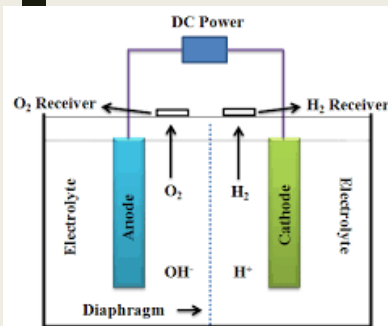 DC Power
O₂ Receiver
H₂ Receiver
Electrolyte
Anode
O₂
H₂
Cathode
Electrolyte
OH⁻
H⁺
Diaphragm